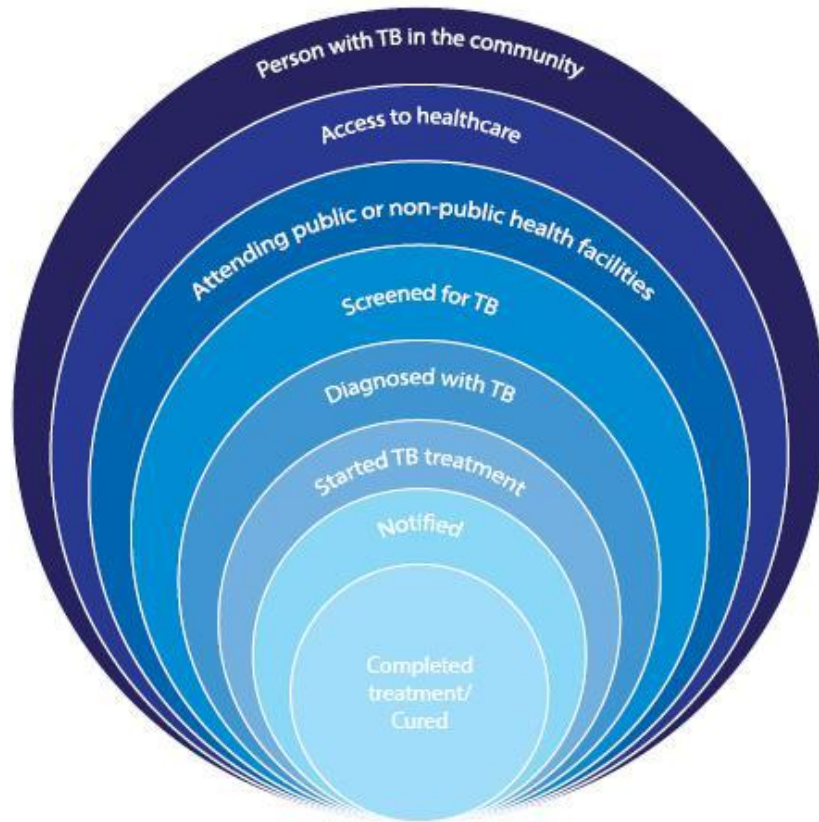 Person with TB in the community
Access to healthcare
Attending public or non-public health facilities
Screened for TB
Diagnosed with TB
Started TB treatment
Notified
Completed
treatment/
Cured